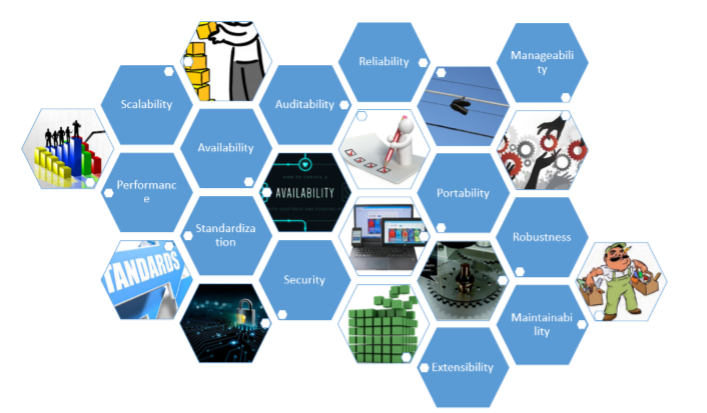 Reliability
Manageabili
ty
Scalability
Auditability
Availability
Performanc
e
AVAILABILITY
Portability
Standardiza
tion
Robustness
TANDARDS
Security
Maintainabi
lity
Extensibility